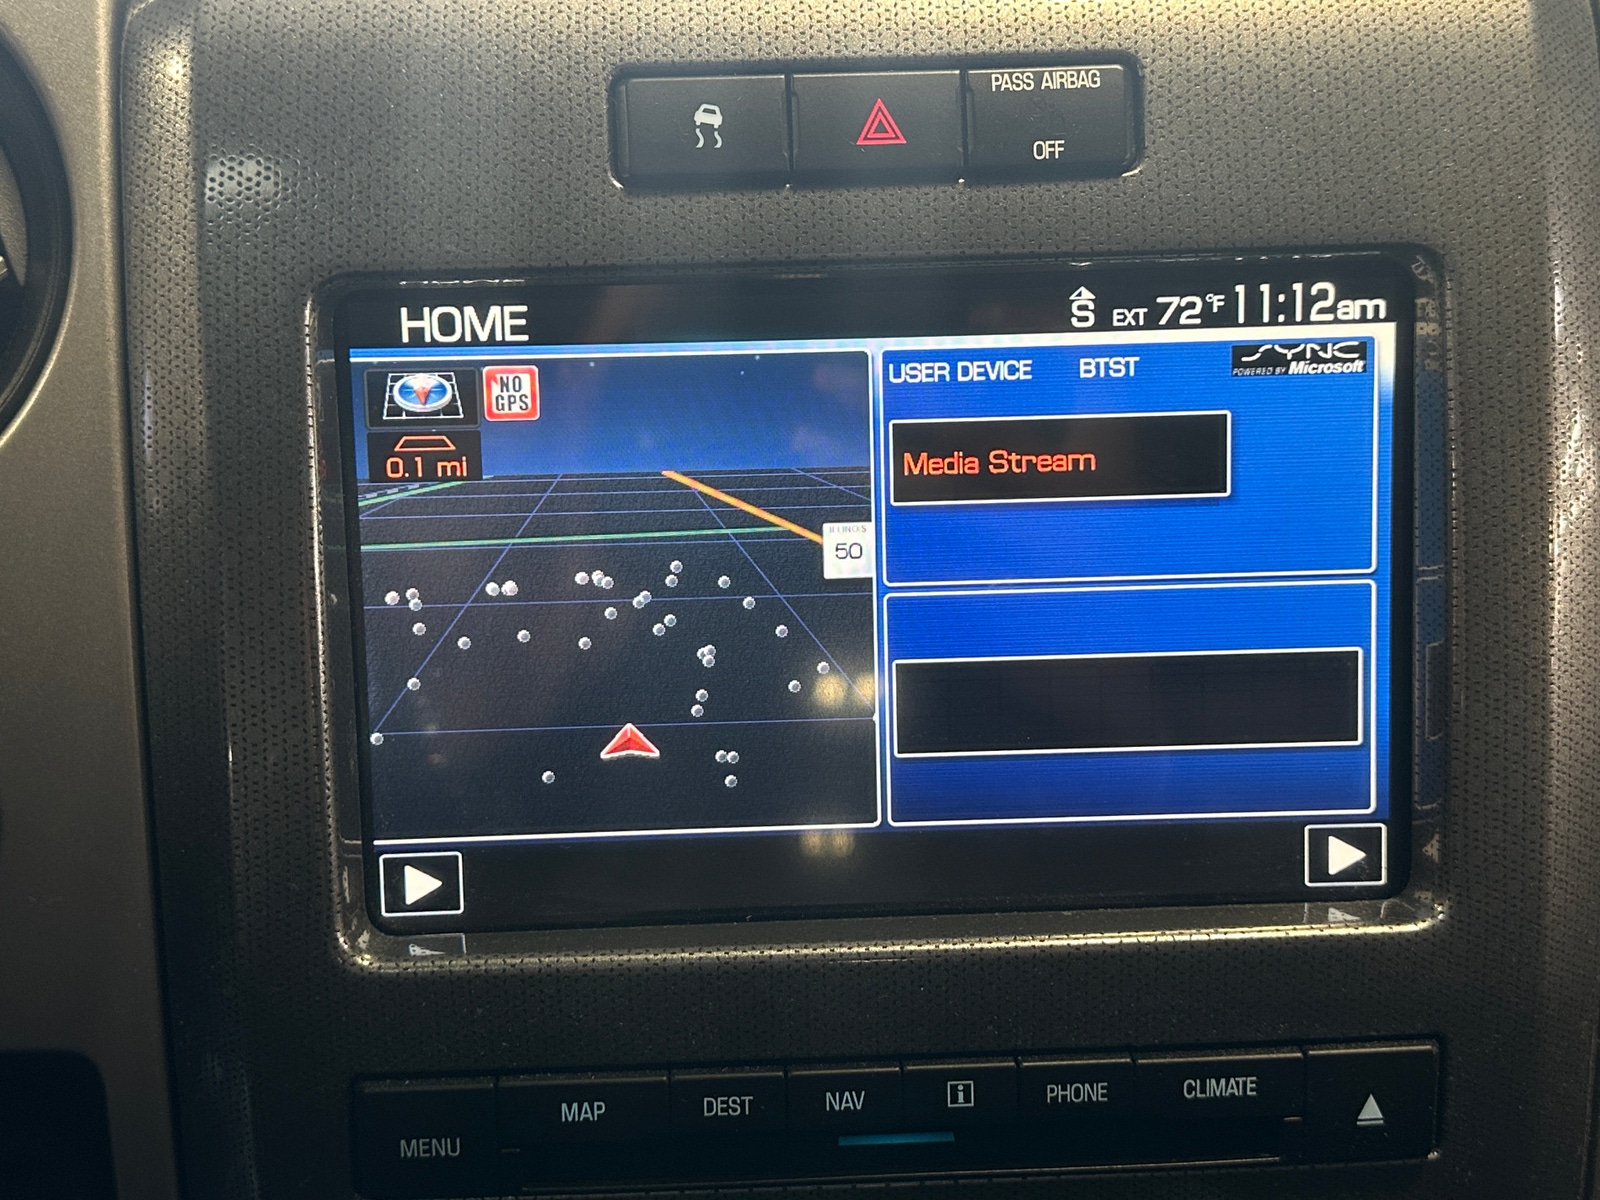 PASS AIRBAG
OFF
HOME
S EXT 72°F 11:12am
NO
GPS
0.1 mi
USER DEVICE BTST
SYNC
POWERED BY Microsoft
Media Stream
ILLINOIS
50
MENU
MAP
DEST
NAV
i
PHONE
CLIMATE